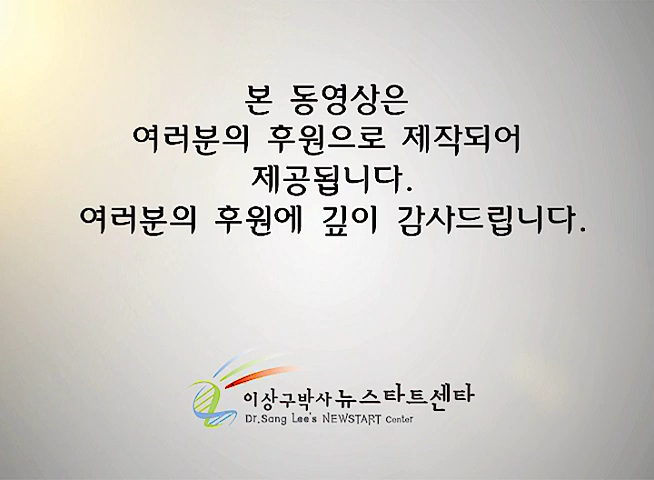 본 동영상은
여러분의 후원으로 제작되어
제공됩니다.
여러분의 후원에 깊이 감사드립니다.
이상구박사 뉴스타트센타
Dr.Sang Lee's NEWSTART Center